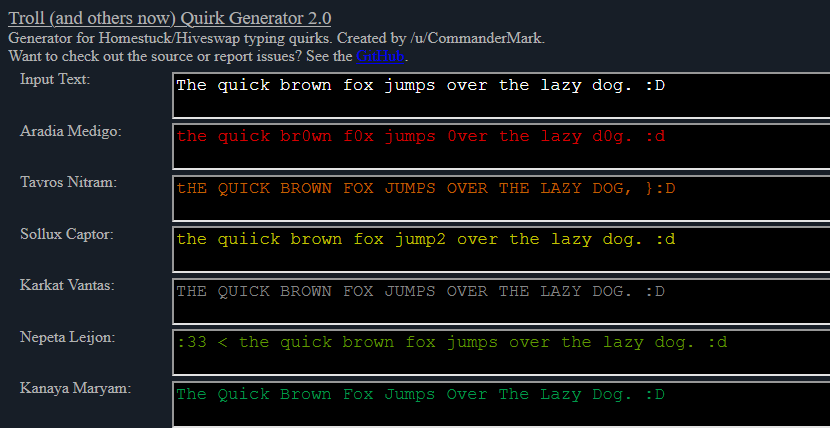 Troll (and others now) Quirk Generator 2.0
Generator for Homestuck/Hiveswap typing quirks. Created by /u/CommanderMark.
Want to check out the source or report issues? See the GitHub.
Input Text: The quick brown fox jumps over the lazy dog. :D
Aradia Medigo: the quick br0wn f0x jumps 0ver the lazy d0g. :d
Tavros Nitram: tHE QUICK BROWN FOX JUMPS OVER THE LAZY DOG, }:D
Sollux Captor: the quiick brown fox jump2 over the lazy dog. :d
Karkat Vantas: THE QUICK BROWN FOX JUMPS OVER THE LAZY DOG. :D
Nepeta Leijon: :33 < the quick brown fox jumps over the lazy dog. :d
Kanaya Maryam: The Quick Brown Fox Jumps Over The Lazy Dog. :D